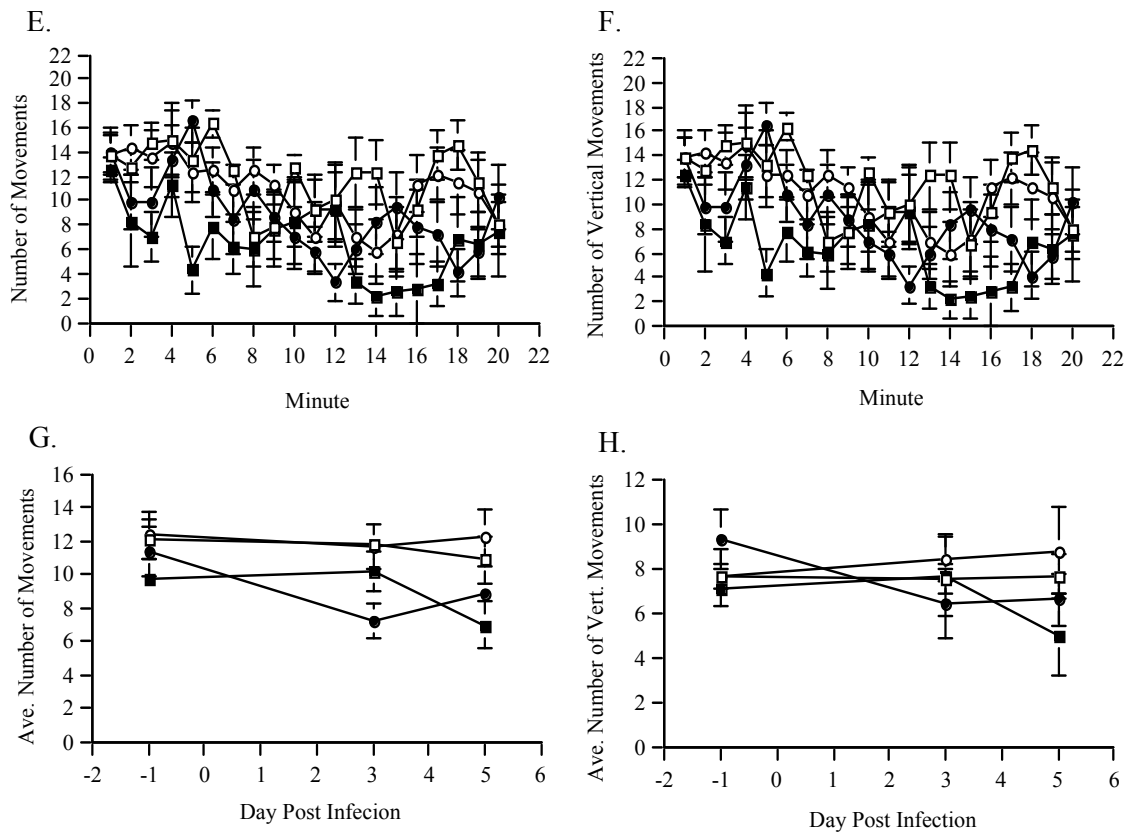 E.
Number of Movements
22
20
18
16
14
12
10
8
6
4
2
0
0 2 4 6 8 10 12 14 16 18 20 22
Minute
F.
Number of Vertical Movements
22
20
18
16
14
12
10
8
6
4
2
0
0 2 4 6 8 10 12 14 16 18 20 22
Minute
G.
Ave. Number of Movements
16
14
12
10
8
6
4
2
0
-2 -1 0 2 3 5 6
Day Post Infecion
H.
Ave. Number of Vert. Movements
12
10
8
6
4
2
0
-2 -1 0 2 3 5 6
Day Post Infection